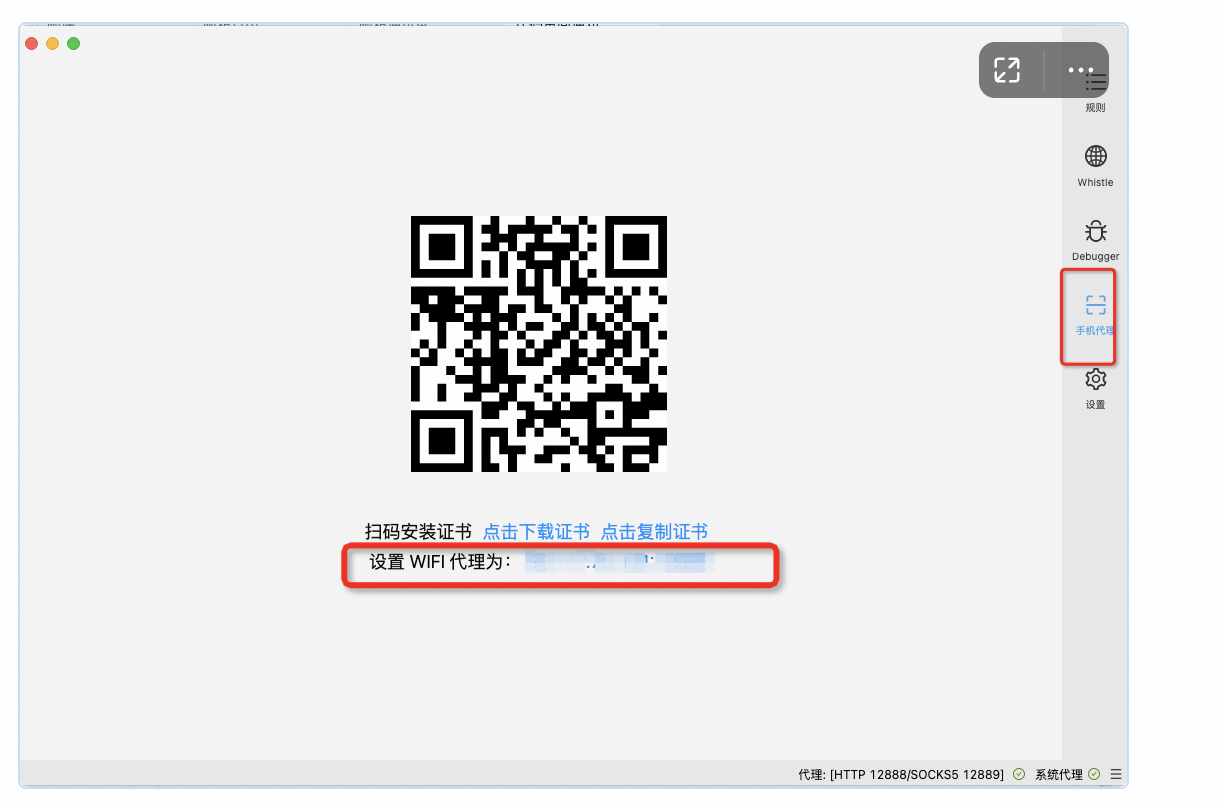 规则
Whistle
Debugger
手机代理
设置
扫码安装证书 点击下载证书 点击复制证书
设置 WIFI 代理为：
代理: [HTTP 12888/SOCKS5 12889] 系统代理